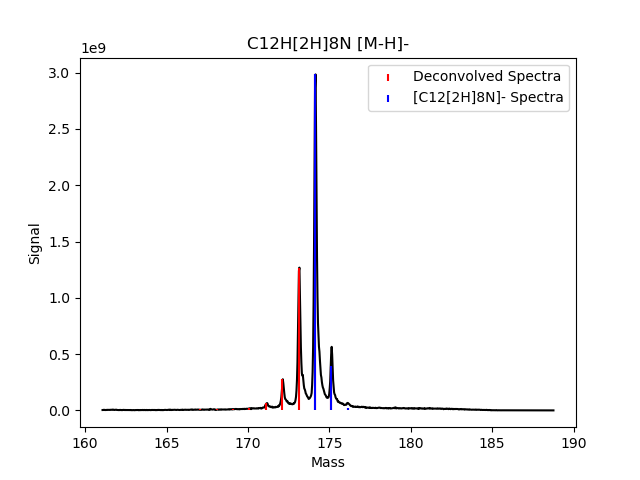 C12H[2H]8N [M-H]-
1e9
Deconvolved Spectra
[C12[2H]8N]- Spectra
3.0
2.5
2.0
1.5
1.0
0.5
0.0
Signal
160 165 170 175 180 185 190
Mass